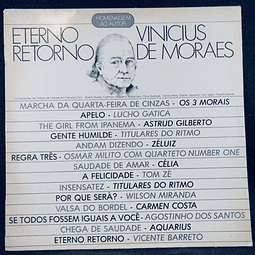 HOMENAGEM
AO AUTOR
ETERNO
RETORNO
VINICIUS
DE MORAES
MARCHA DA QUARTA-FEIRA DE CINZAS - OS 3 MORAIS
APELO - LUCHO GATICA
THE GIRL FROM IPANEMA - ASTRUD GILBERTO
GENTE HUMILDE - TITULARES DO RITMO
ANDAM DIZENDO - ZÉLUIZ
REGRA TRÊS - OSMAR MILITO COM QUARTETO NUMBER ONE
SAUDADE DE AMAR - CÉLIA
A FELICIDADE - TOM ZÉ
INSENSATEZ - TITULARES DO RITMO
POR QUE SERÁ? - WILSON MIRANDA
VALSA DO BORDEL - CARMEN COSTA
SE TODOS FOSSEM IGUAIS A VOCÊ - AGOSTINHO DOS SANTOS
CHEGA DE SAUDADE - AQUARIUS
ETERNO RETORNO - VICENTE BARRETO